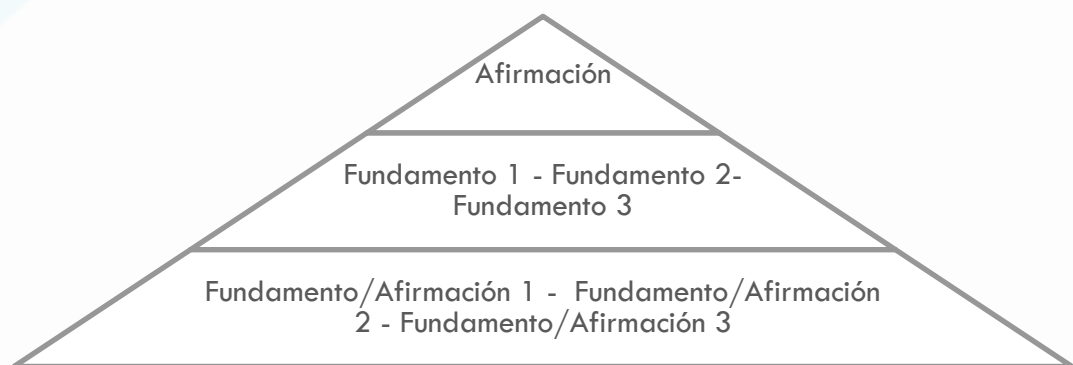 Afirmación
Fundamento 1 - Fundamento 2-
Fundamento 3
Fundamento/Afirmación 1 -  Fundamento/Afirmación
2 - Fundamento/Afirmación 3